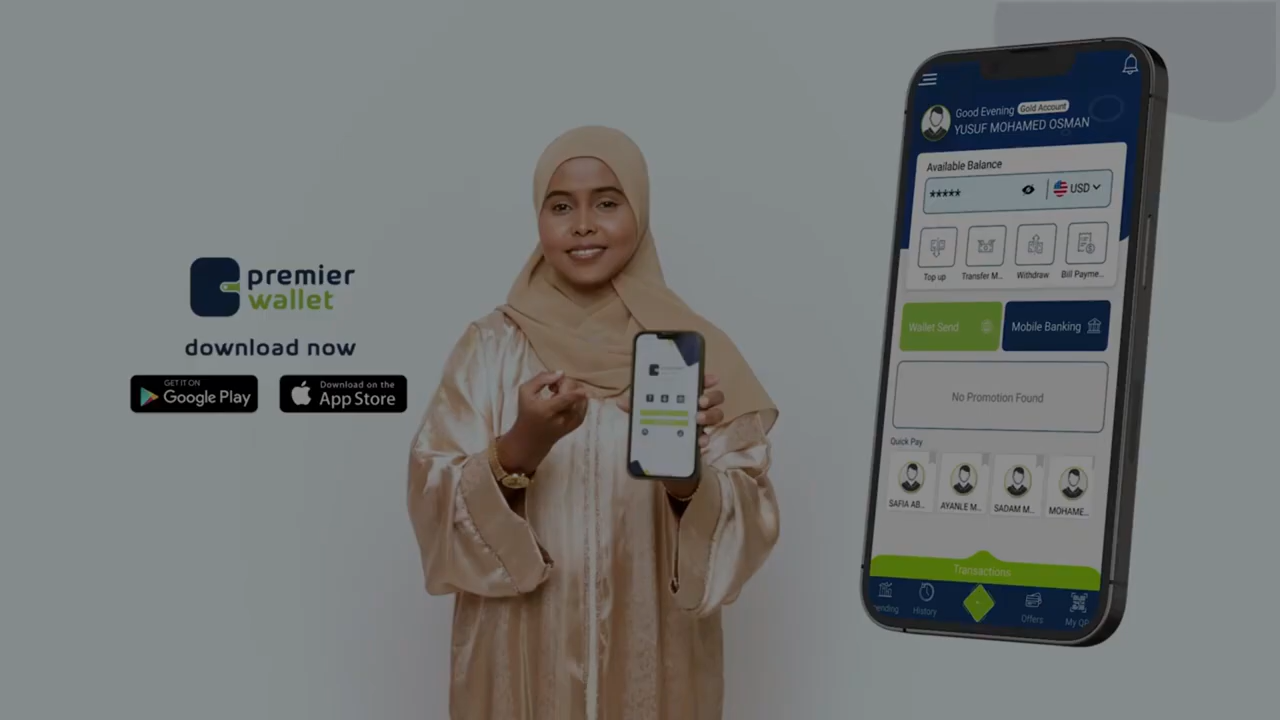 premier
wallet
download now
GET IT ON
Google Play
Download on the
App Store
Good Evening Gold Account
YUSUF MOHAMED OSMAN
Available Balance
***** USD
Top up Transfer M... Withdraw Bill Payme...
Wallet Send Mobile Banking
No Promotion Found
Quick Pay
SAFIA AB... AYANLE M... SADAM M... MOHAME...
Transactions
ending History Offers My QR